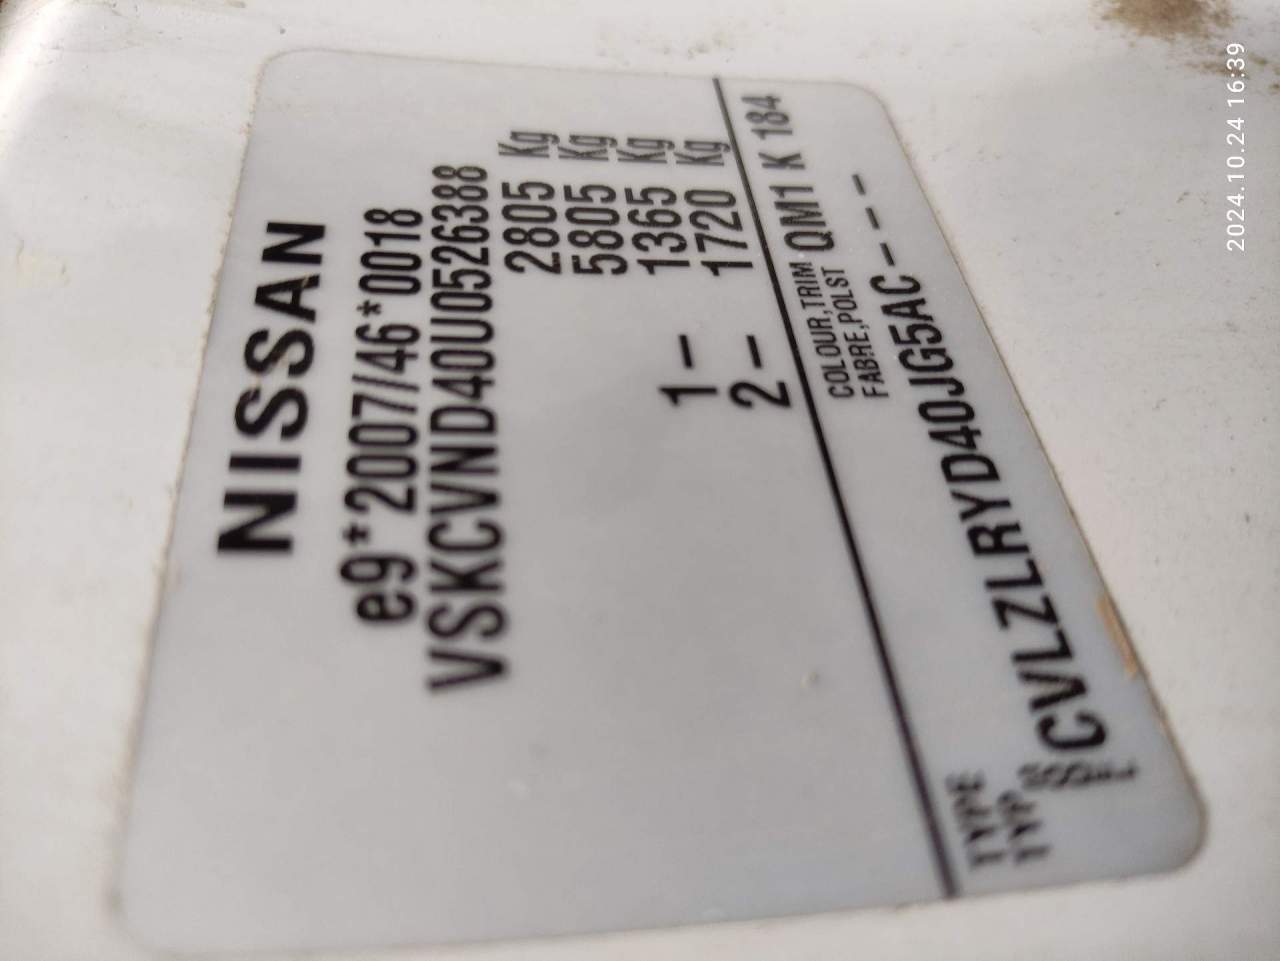 NISSAN
e9*2007/46*0018
VSKCVND40U0526388
2805 Kg
5805 Kg
1- 1365 Kg
2- 1720 Kg
COLOUR,TRIM QM1 K 184
FABRE,POLST
TYPE
TYP CVLZLRYD40JG5AC----
2024.10.24 16:39